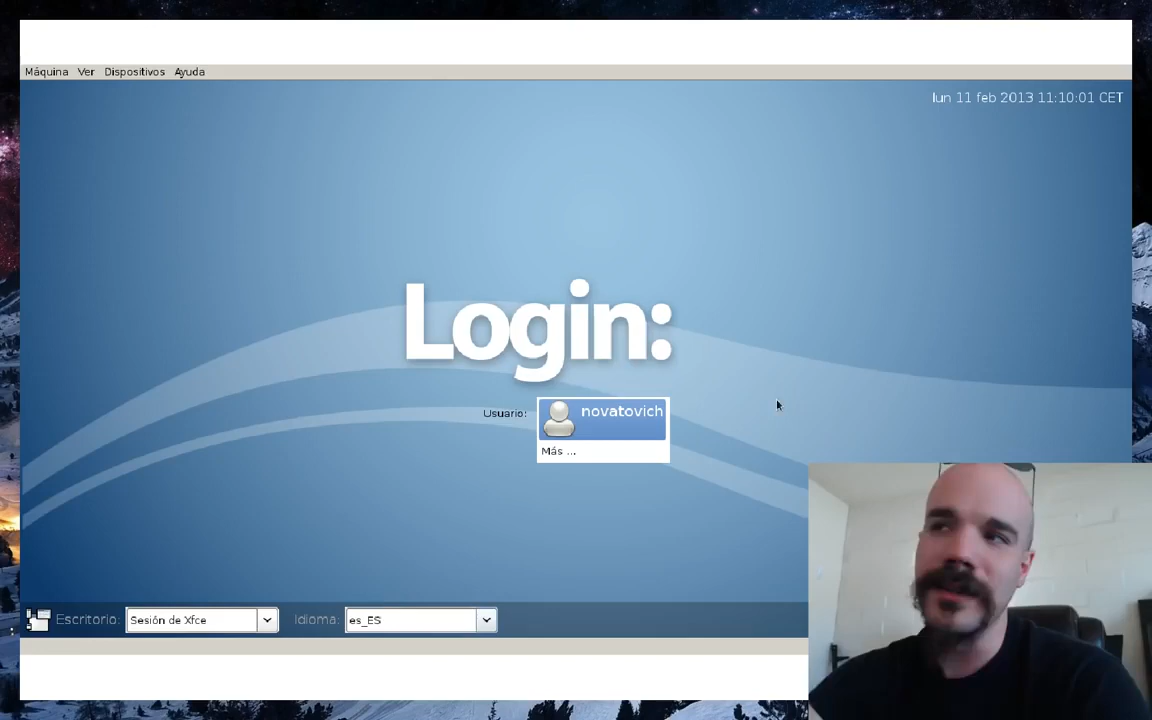 Máquina Ver Dispositivos Ayuda
lun 11 feb 2013 11:10:01 CET
Login:
Usuario:
novatovich
Más ...
Escritorio: Sesión de Xfce Idioma: es_ES